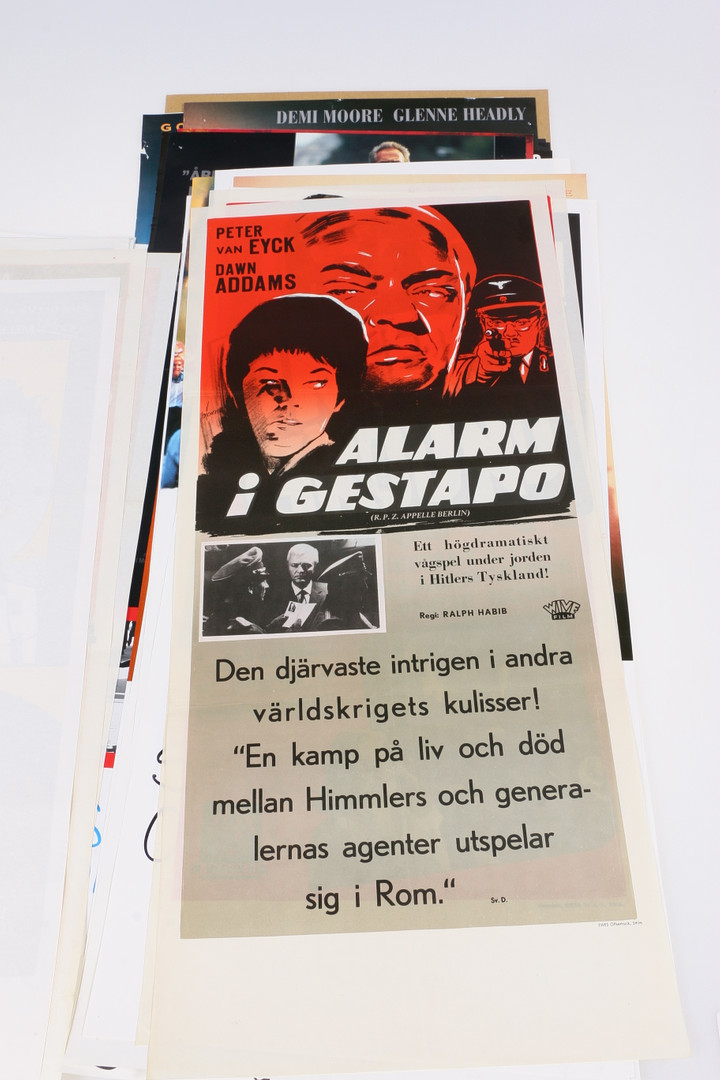 DEMI MOORE GLENNE HEADLY
PETER
VAN EYCK
DAWN
ADDAMS
ALARM
i GESTAPO
(R. P. Z. APPELLE BERLIN)
Ett högdramatiskt
vågspel under jorden
i Hitlers Tyskland!
Regi: RALPH HABIB
WIVE
FILM
Den djärvaste intrigen i andra
världskrigets kulisser!
“En kamp på liv och död
mellan Himmlers och genera-
lernas agenter utspelar
sig i Rom.“
Sv. D.